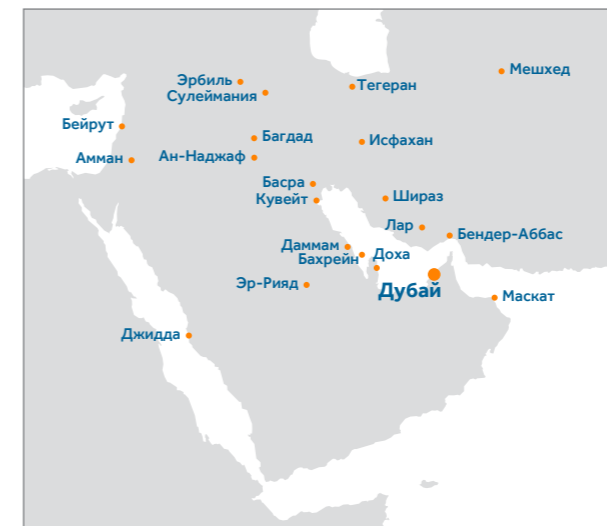 Мешхед
Эрбиль
Тегеран
Сулеймания
Бейрут
Багдад
Исфахан
Амман
Ан-Наджаф
Басра
Шираз
Кувейт
Лар
Бендер-Аббас
Даммам
Доха
Бахрейн
Эр-Рияд
Дубай
Маскат
Джидда